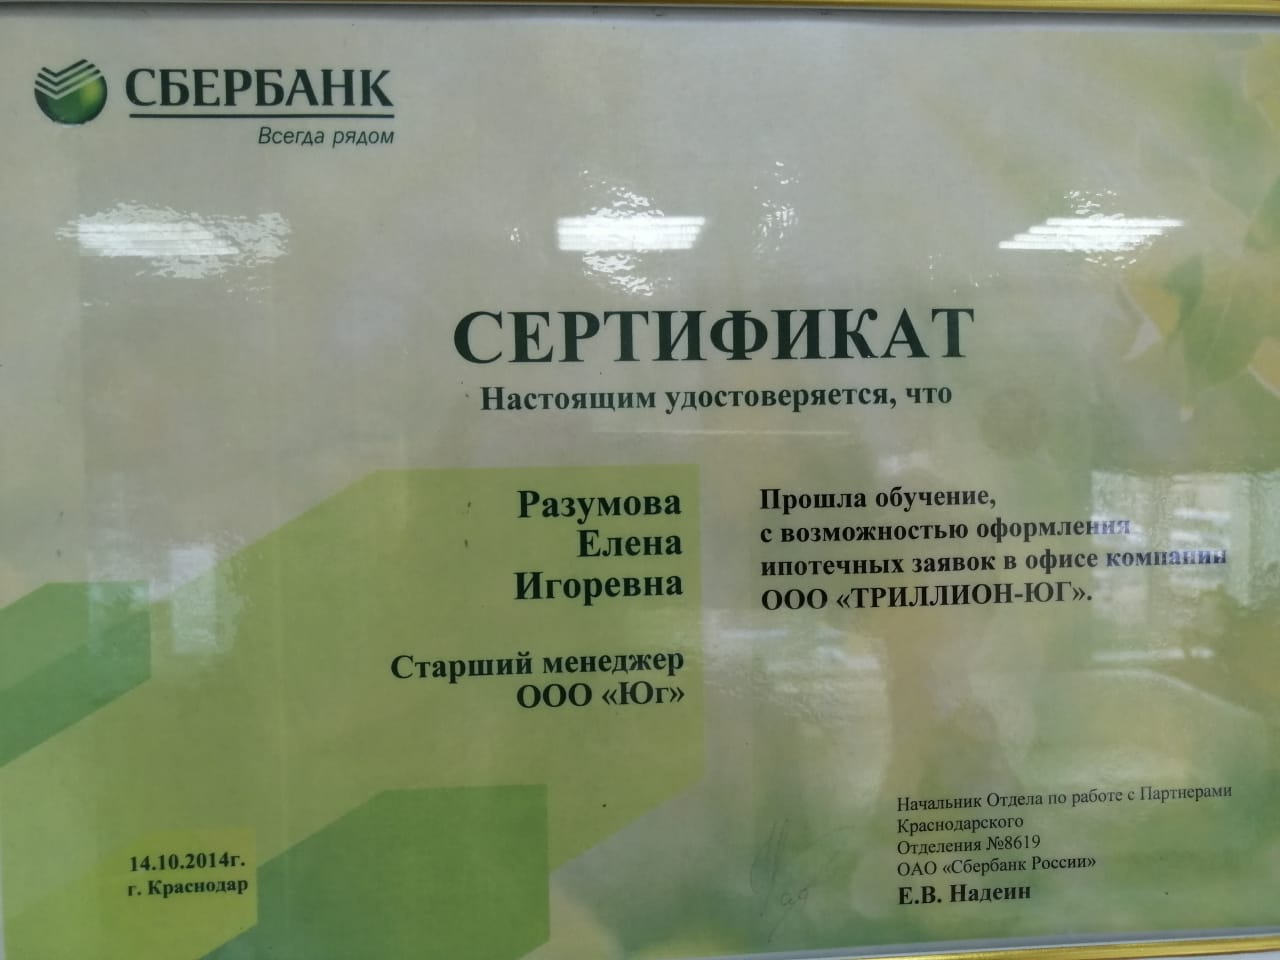 СБЕРБАНК
Всегда рядом
СЕРТИФИКАТ
Настоящим удостоверяется, что
Разумова
Елена
Игоревна
Старший менеджер
ООО «Юг»
Прошла обучение,
с возможностью оформления
ипотечных заявок в офисе компании
ООО «ТРИЛЛИОН-ЮГ».
14.10.2014г.
г. Краснодар
Начальник Отдела по работе с Партнерами
Краснодарского
Отделения №8619
ОАО «Сбербанк России»
Е.В. Надеин